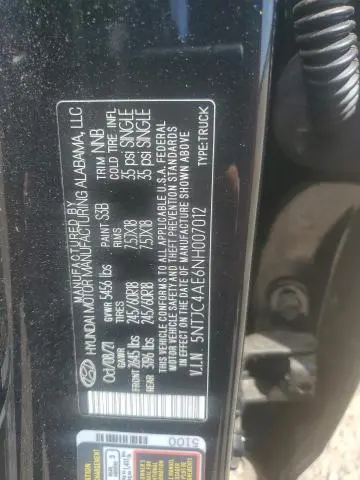 MANUFACTURED BY
HYUNDAI MOTOR MANUFACTURING ALABAMA, LLC
Oct/08/21 GVWR 5456 lbs PAINT S3B TRIM NNB
GAWR TIRES RIMS COLD TIRE INFL
FRONT 2645 lbs 245/60R18 7.5JX18 35 psi SINGLE
REAR 3196 lbs 245/60R18 7.5JX18 35 psi SINGLE
THIS VEHICLE CONFORMS TO ALL APPLICABLE U.S.A. FEDERAL
MOTOR VEHICLE SAFETY AND THEFT PREVENTION STANDARDS
IN EFFECT ON THE DATE OF MANUFACTURE SHOWN ABOVE
V.I.N 5NTJC4AE6NH007012 TYPE:TRUCK
5100